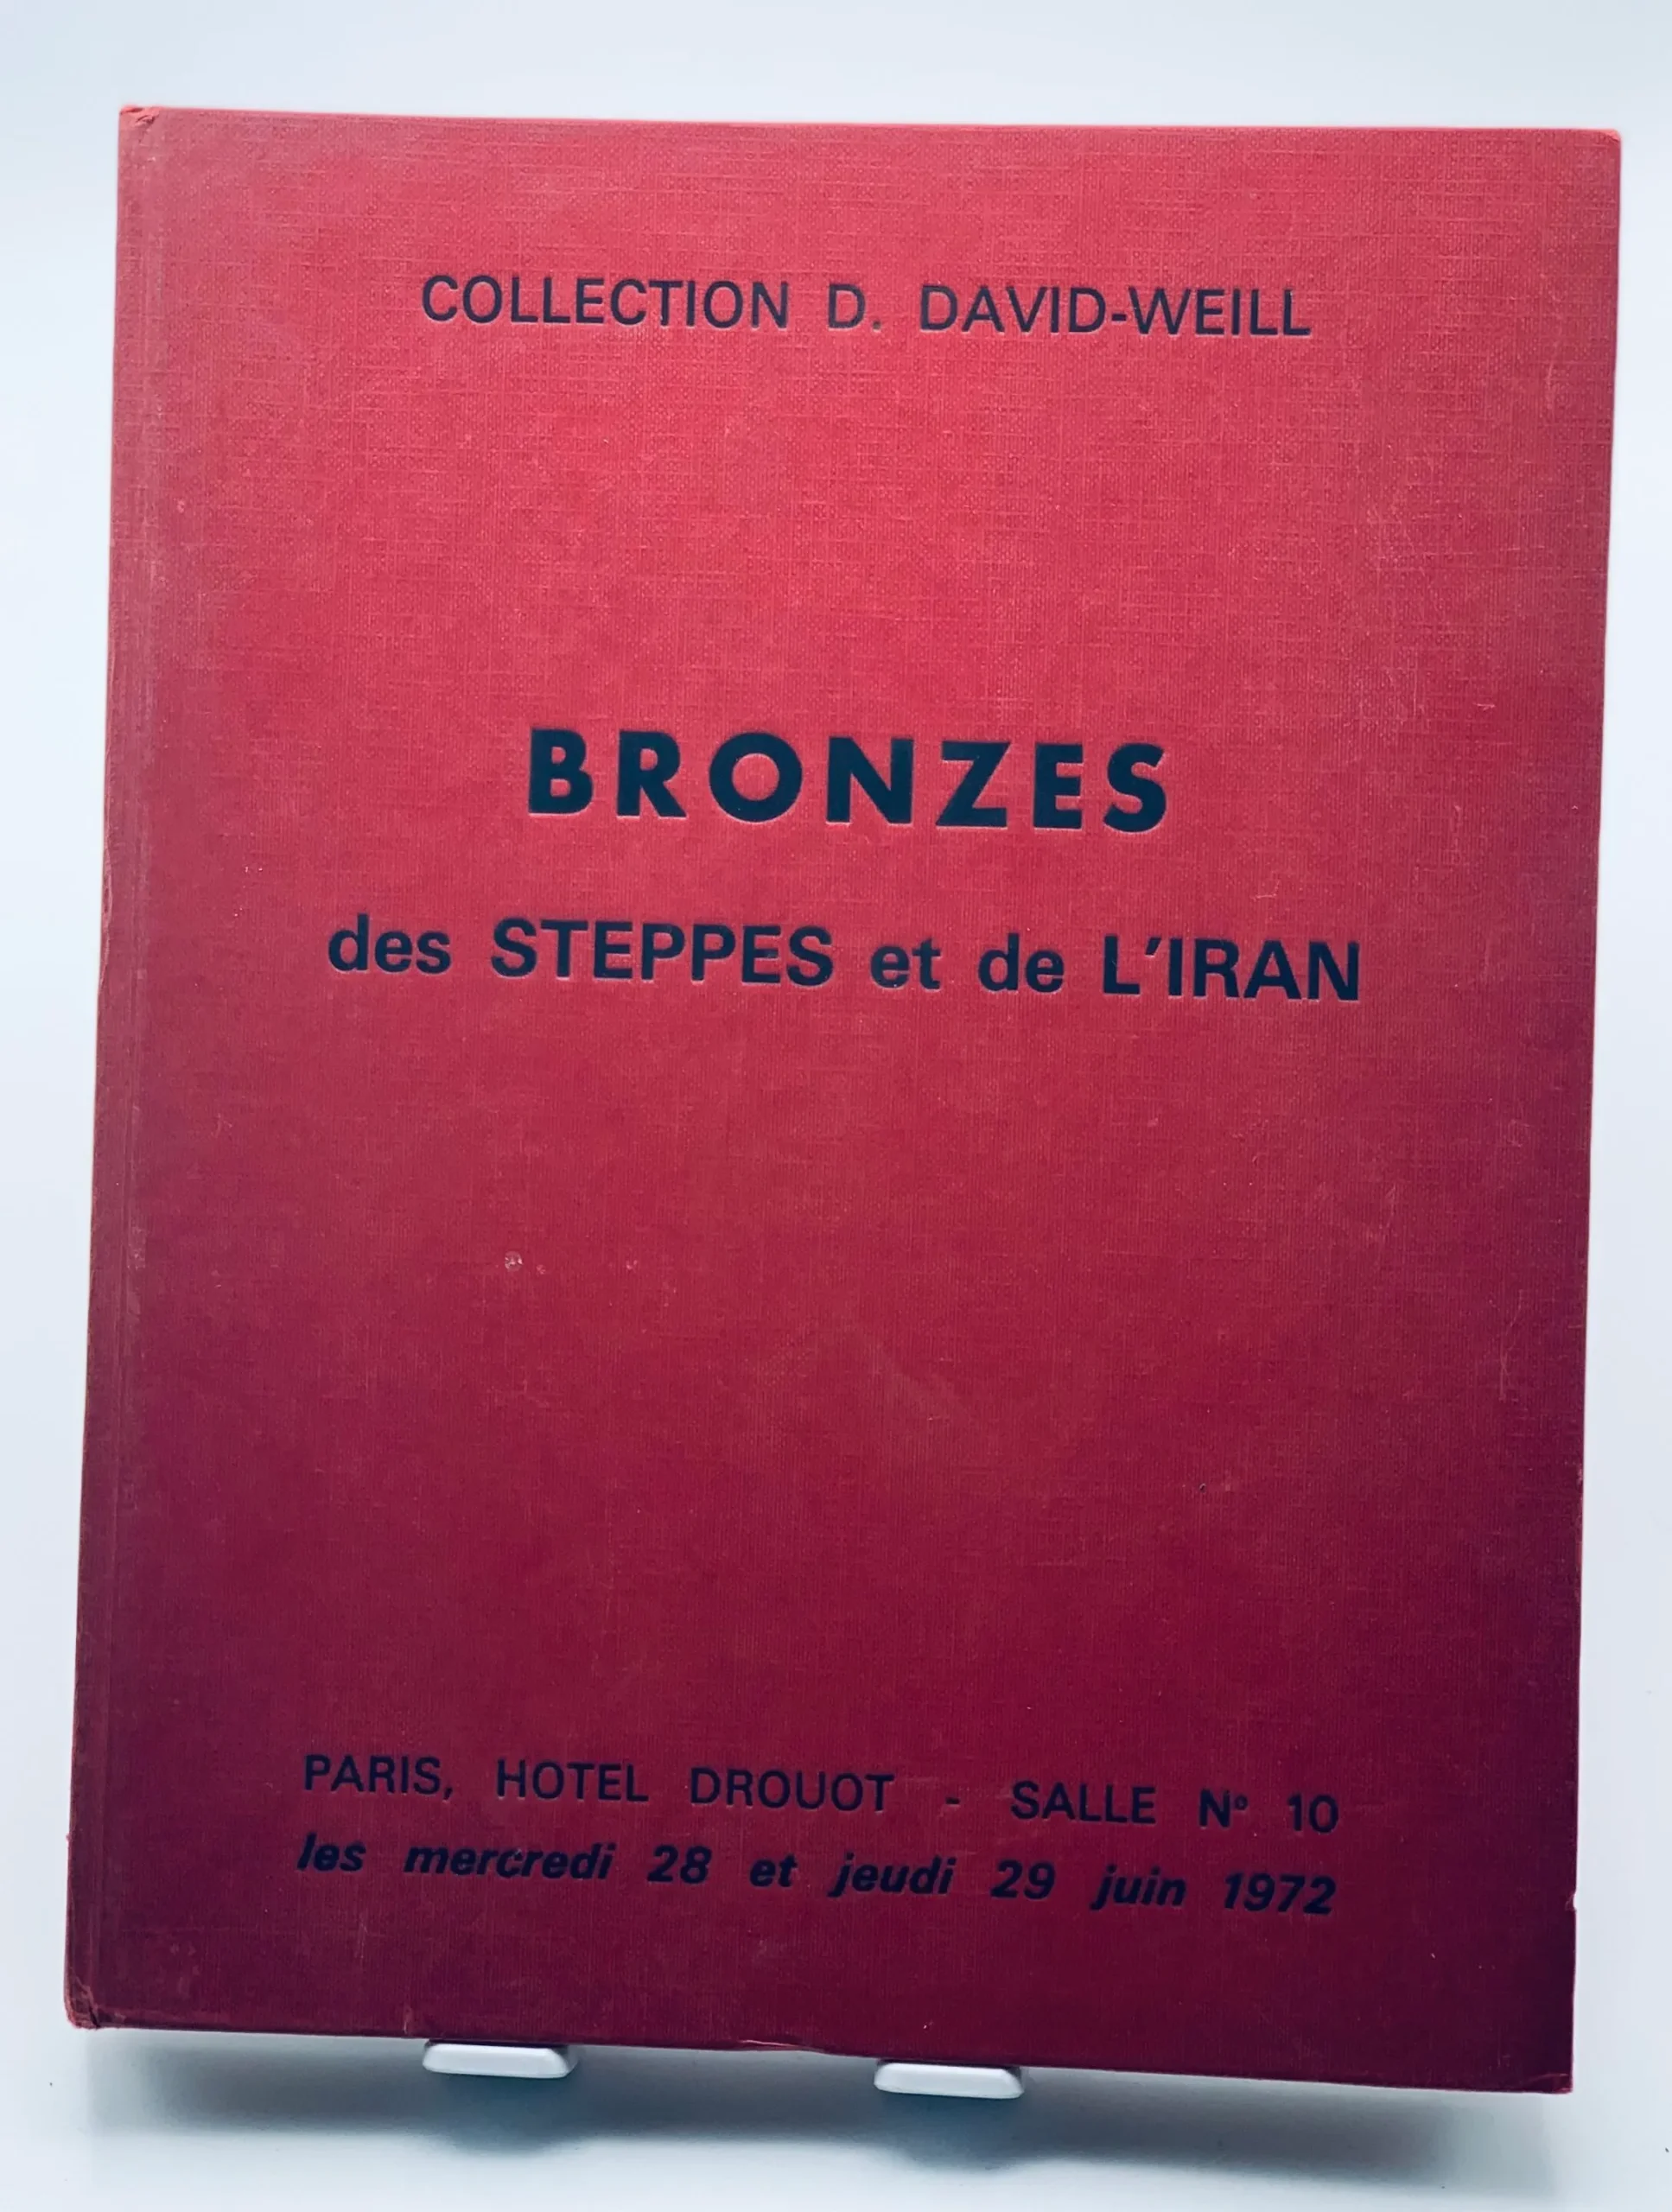 COLLECTION D. DAVID-WEILL
BRONZES
des STEPPES et de L'IRAN
PARIS, HOTEL DROUOT - SALLE Nº 10
les mercredi 28 et jeudi 29 juin 1972